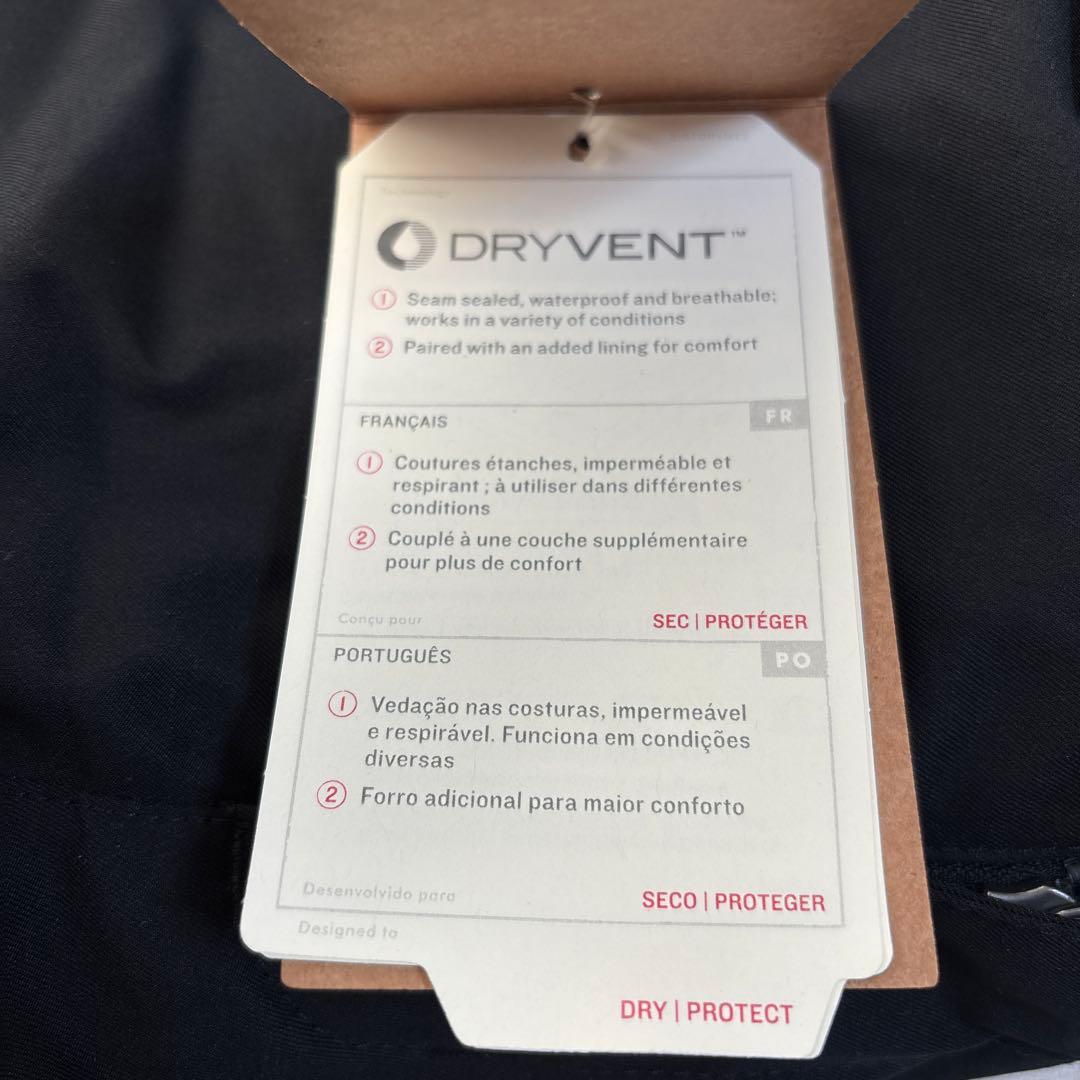 DRYVENT™
1 Seam sealed, waterproof and breathable;
works in a variety of conditions
2 Paired with an added lining for comfort
FRANÇAIS
FR
1 Coutures étanches, imperméable et
respirant ; à utiliser dans différentes
conditions
2 Couplé à une couche supplémentaire
pour plus de confort
Conçu pour
SEC | PROTÉGER
PORTUGUÊS
PO
1 Vedação nas costuras, impermeável
e respirável. Funciona em condições
diversas
2 Forro adicional para maior conforto
Desenvolvido para
SECO | PROTEGER
Designed to
DRY | PROTECT